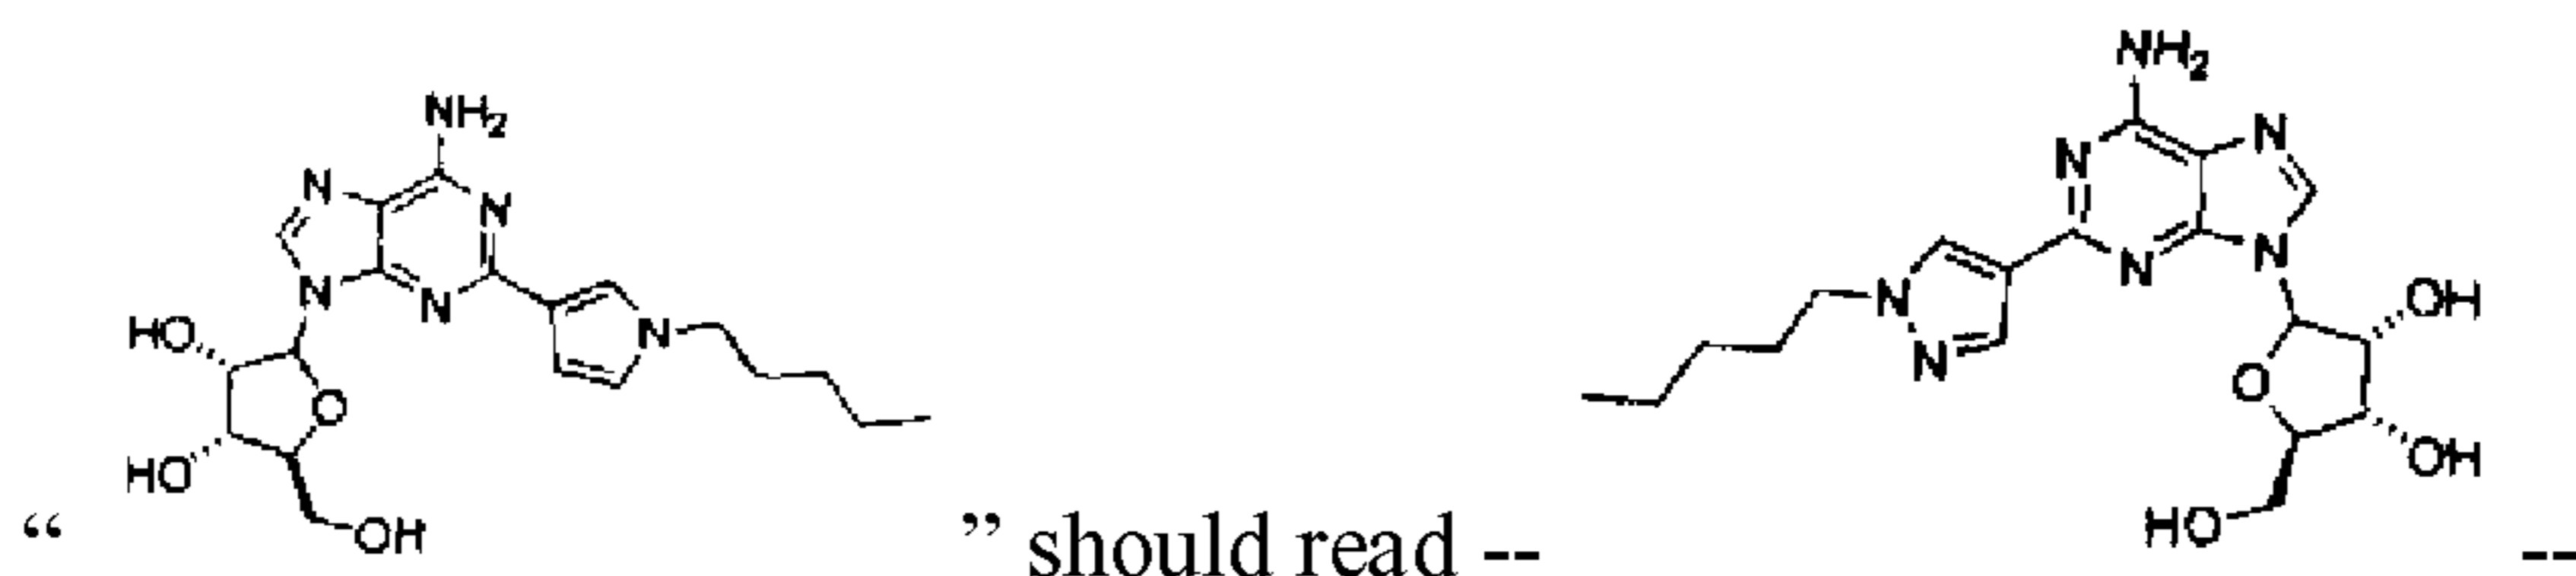 NH2 NH2
N N N N
N N N N
HO N N OH
O N O
HO OH
OH HO
“ ” should read -- --